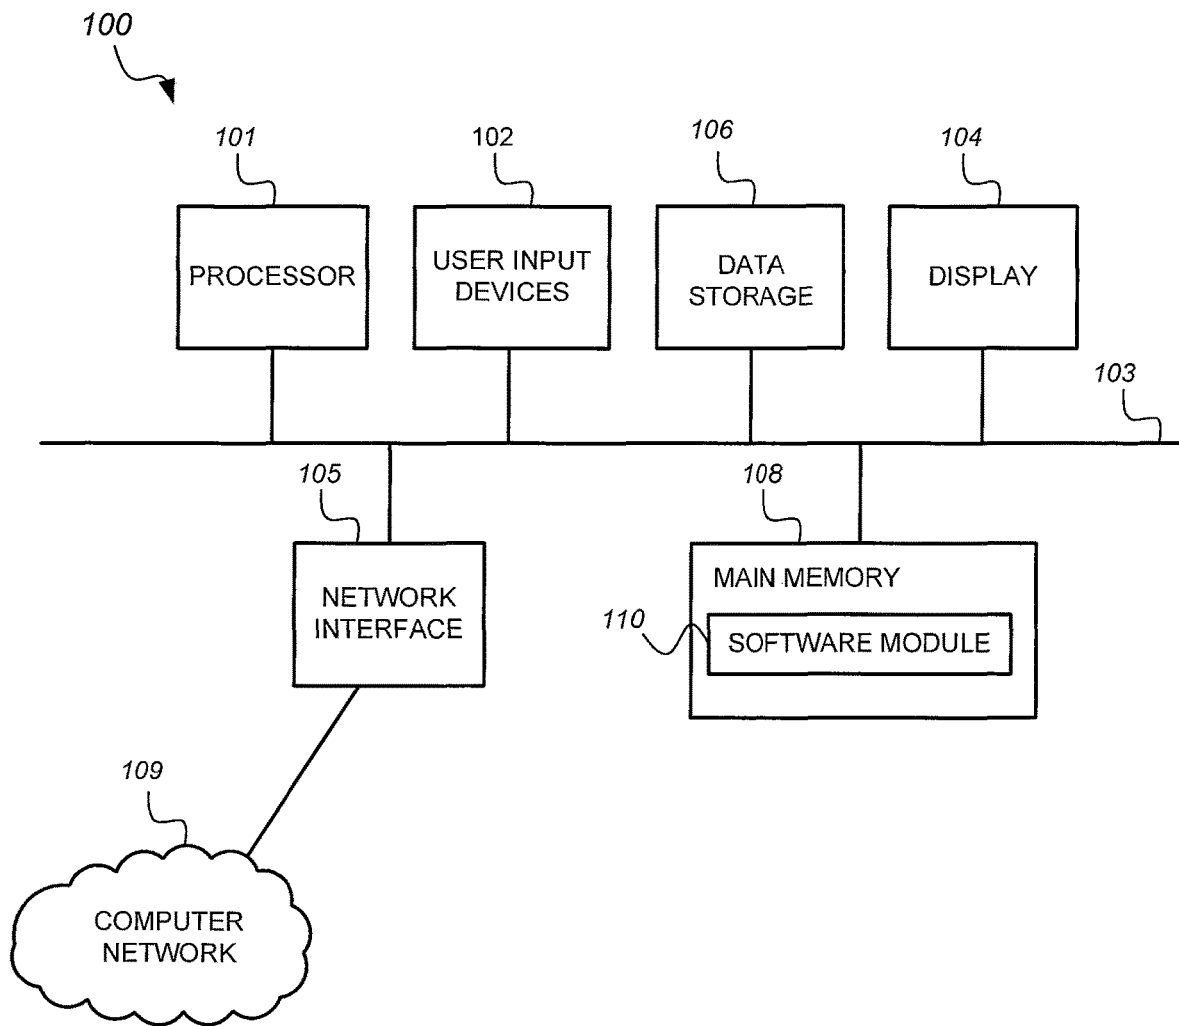 100
101
102
106
104
PROCESSOR
USER INPUT
DEVICES
DATA
STORAGE
DISPLAY
103
105
108
NETWORK
INTERFACE
MAIN MEMORY
110
SOFTWARE MODULE
109
COMPUTER
NETWORK